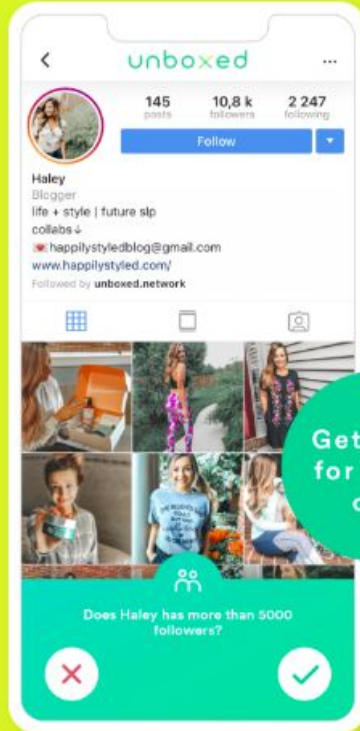 unboxed
145 10,8 k 2 247
posts followers following
Follow
Haley
Blogger
life + style | future slp
collabs↓
💌 happilystyledblog@gmail.com
www.happilystyled.com/
Followed by unboxed.network
Get
for
Does Haley has more than 5000
followers?